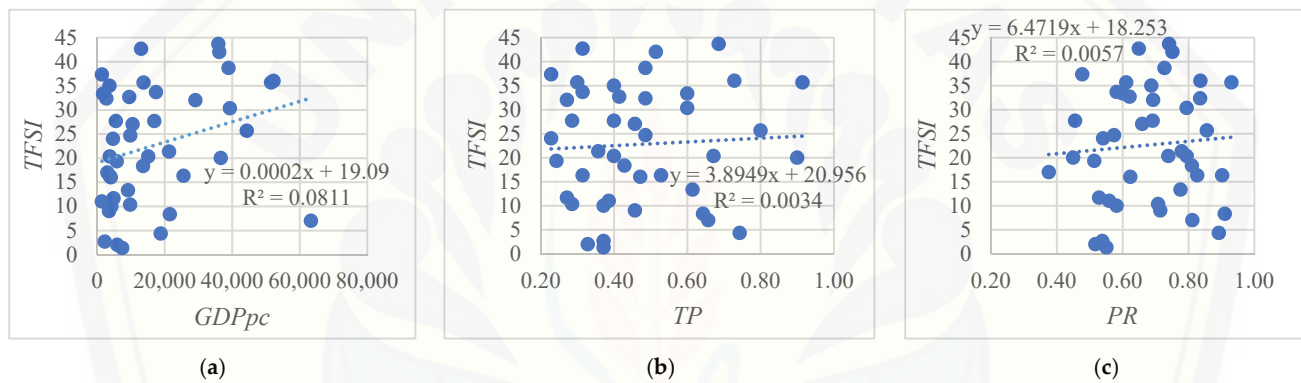 45
40
35
30
25
20
15
10
5
0
TFSI
y = 0.0002x + 19.09
R² = 0.0811
0 20,000 40,000 60,000 80,000
GDPpc
(a)
45
40
35
30
25
20
15
10
5
0
TFSI
y = 3.8949x + 20.956
R² = 0.0034
0.20 0.40 0.60 0.80 1.00
TP
(b)
y = 6.4719x + 18.253
R² = 0.0057
45
40
35
30
25
20
15
10
5
0
TFSI
0.20 0.40 0.60 0.80 1.00
PR
(c)